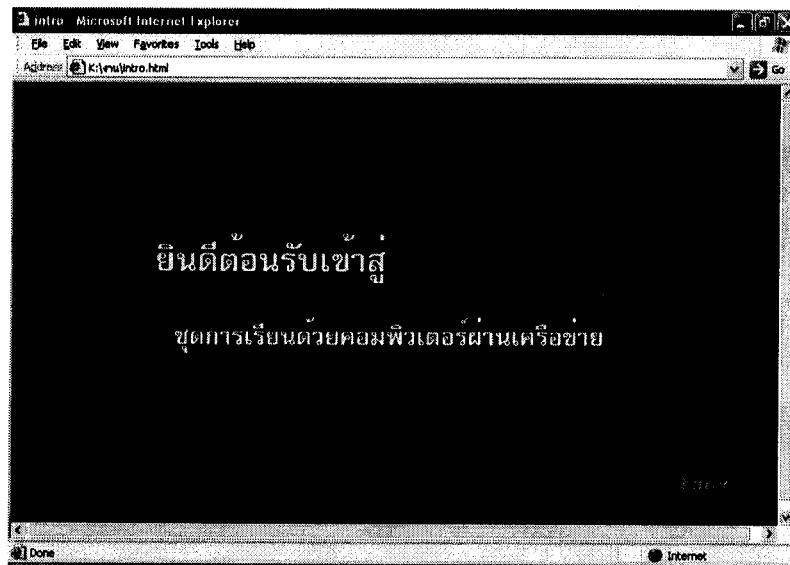 intro Microsoft Internet Explorer
File Edit View Favorites Tools Help
Address K:\vnu\intro.html Go
ยินดีต้อนรับเข้าสู่
ชุดการเรียนด้วยคอมพิวเตอร์ผ่านเครือข่าย
Enter
Done Internet